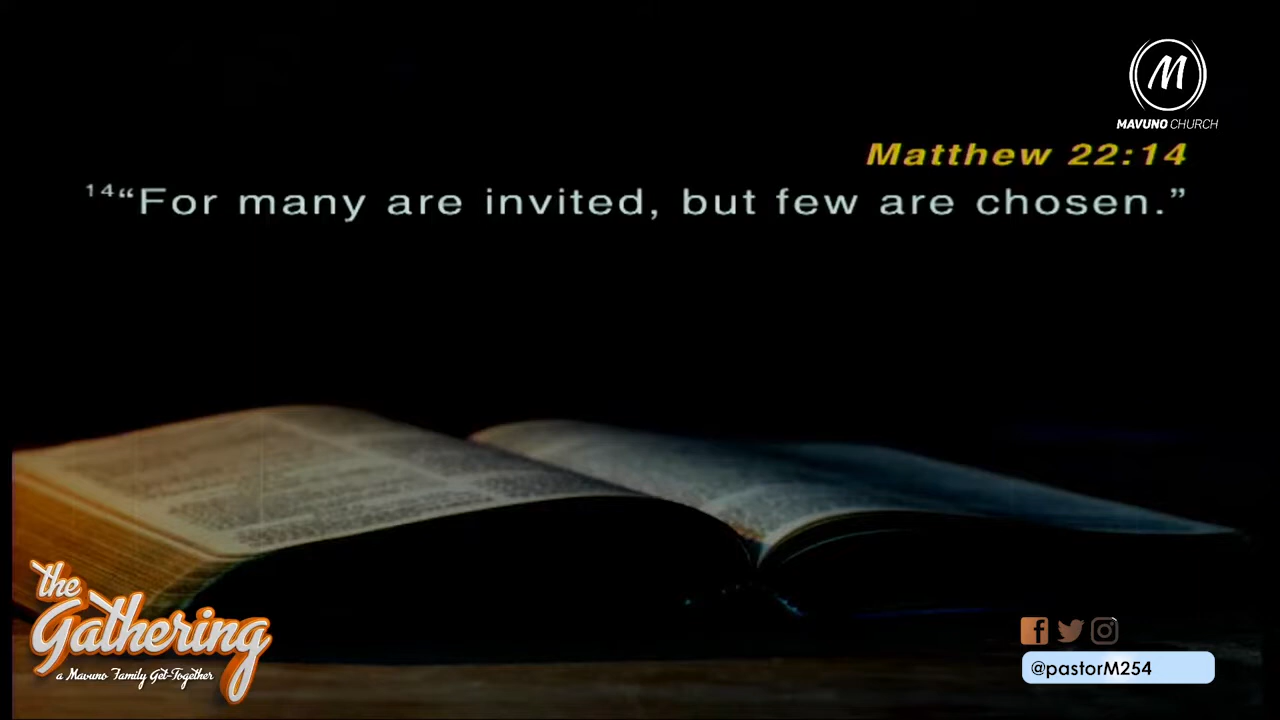 M
MAVUNO CHURCH
Matthew 22:14
14“For many are invited, but few are chosen.”
the
Gathering
a Mavuno Family Get-Together
@pastorM254